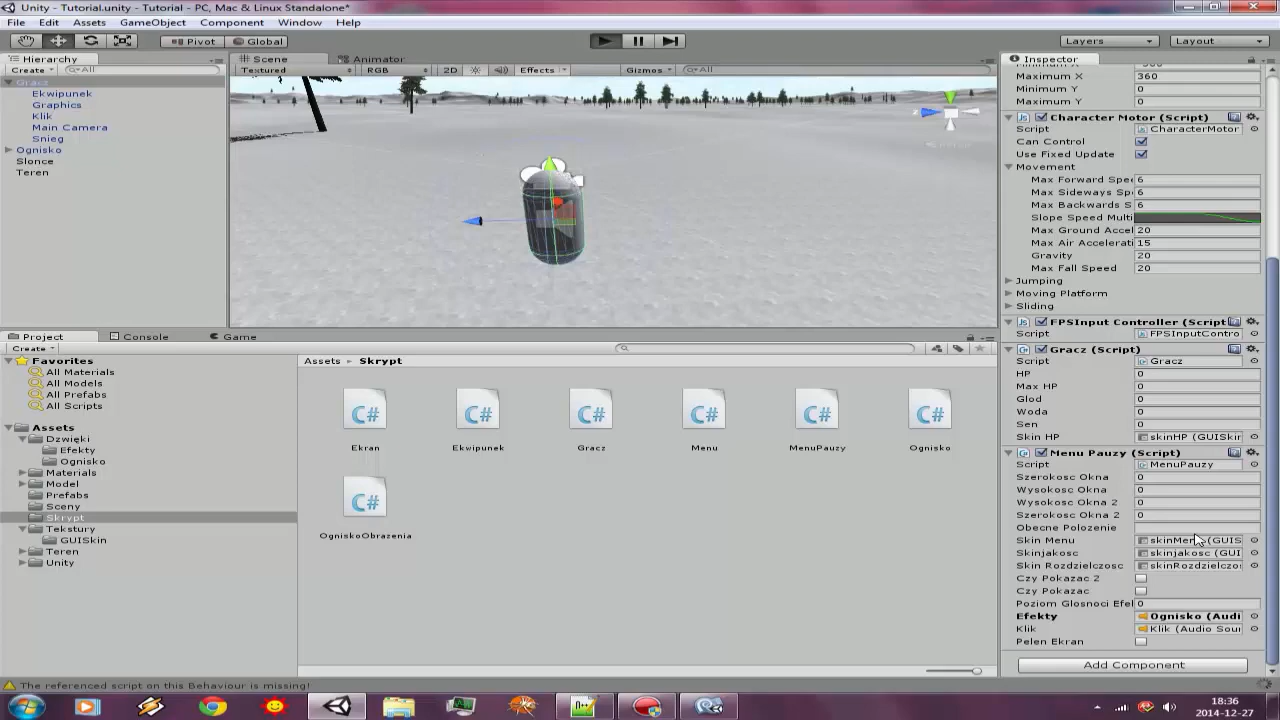 Unity - Tutorial.unity - Tutorial - PC, Mac & Linux Standalone*
File Edit Assets GameObject Component Window Help
Pivot Global Layers Layout
Hierarchy
Create All
Gracz
Ekwipunek
Graphics
Klik
Main Camera
Snieg
Ognisko
Slonce
Teren
Scene Animator
Textured RGB 2D Effects Gizmos All
Inspector
Maximum X 360
Minimum Y 0
Maximum Y 0
Character Motor (Script)
Script CharacterMotor
Can Control
Use Fixed Update
Movement
Max Forward Spee 6
Max Sideways Sp 6
Max Backwards S 6
Slope Speed Multi
Max Ground Accel 20
Max Air Accelerati 15
Gravity 20
Max Fall Speed 20
Jumping
Moving Platform
Sliding
FPSInput Controller (Script
Script FPSInputContro
Gracz (Script)
Script Gracz
HP 0
Max HP 0
Glod 0
Woda 0
Sen 0
Skin HP skinHP (GUISkir
Menu Pauzy (Script)
Script MenuPauzy
Szerokosc Okna 0
Wysokosc Okna 0
Wysokosc Okna 2 0
Szerokosc Okna 2 0
Obecne Polozenie
Skin Menu skinMen (GUIS
Skinjakosc skinjakosc (GUI
Skin Rozdzielczosc skinRozdzielczo
Czy Pokazac 2
Czy Pokazac
Poziom Glosnoci Efel 0
Efekty Ognisko (Audi
Klik Klik (Audio Sou
Pelen Ekran
Add Component
Project Console Game
Create
Favorites
All Materials
All Models
All Prefabs
All Scripts
Assets
Dzwięki
Efekty
Ognisko
Materials
Model
Prefabs
Sceny
Skrypt
Tekstury
GUISkin
Teren
Unity
Assets Skrypt
C# C# C# C# C# C#
Ekran Ekwipunek Gracz Menu MenuPauzy Ognisko
C#
OgniskoObrazenia
The referenced script on this Behaviour is missing!
18:36
2014-12-27